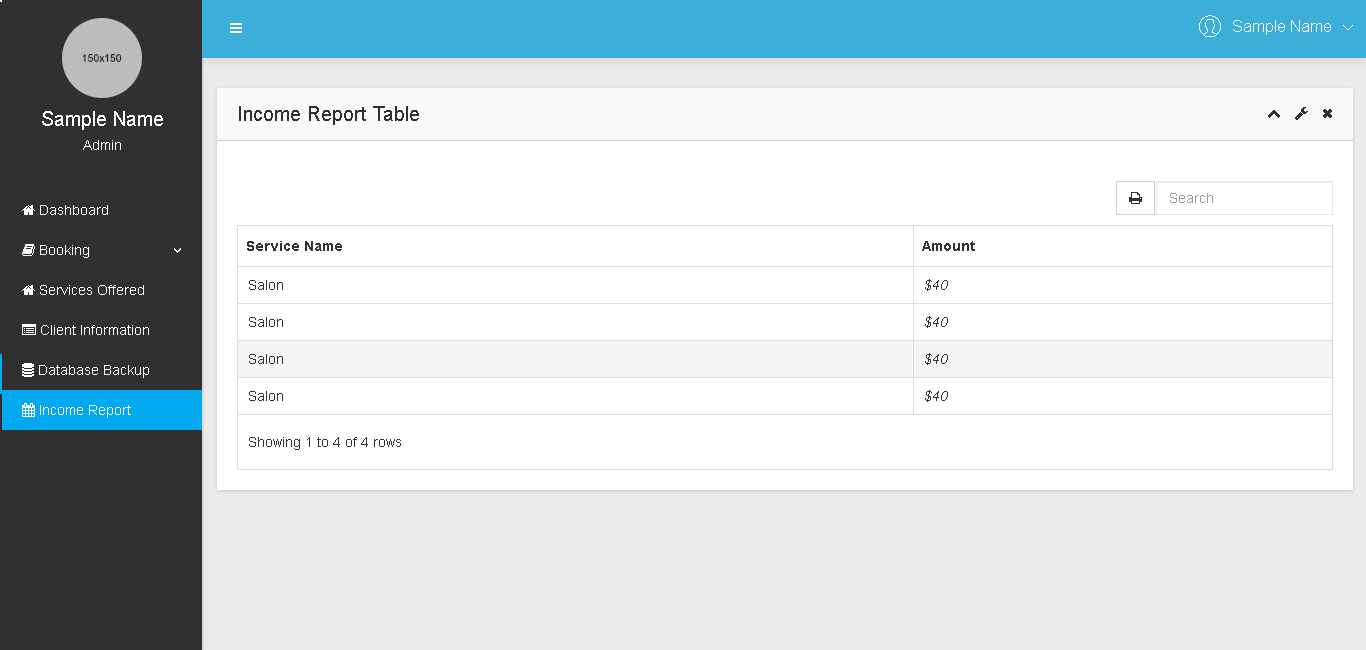 150x150
Sample Name
Admin
Dashboard
Booking
Services Offered
Client Information
Database Backup
Income Report
Sample Name
Income Report Table
Search
Service Name Amount
Salon $40
Salon $40
Salon $40
Salon $40
Showing 1 to 4 of 4 rows